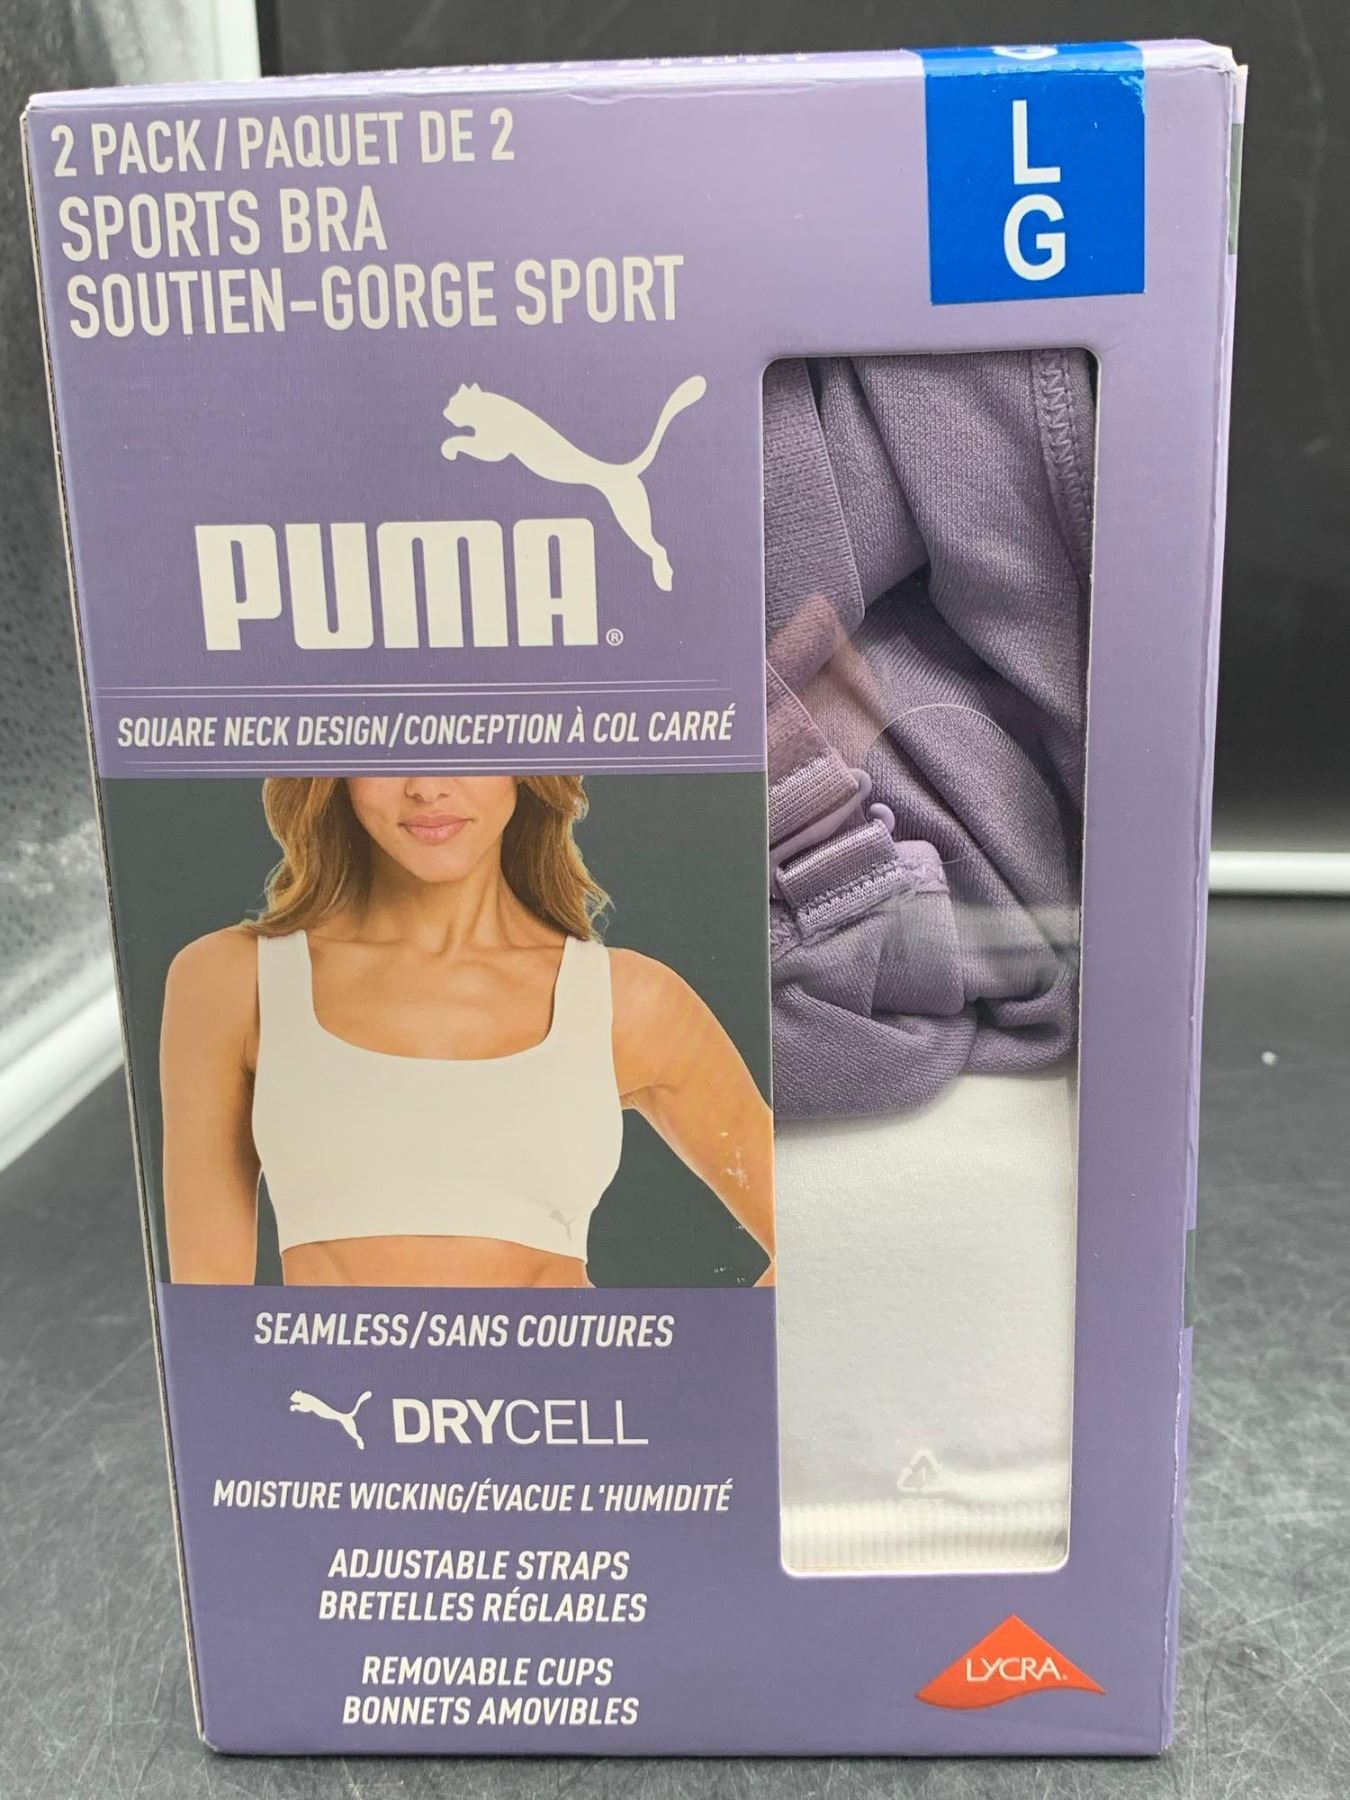 2 PACK/PAQUET DE 2
SPORTS BRA
SOUTIEN-GORGE SPORT
L
G
PUMA®
SQUARE NECK DESIGN/CONCEPTION À COL CARRÉ
SEAMLESS/SANS COUTURES
DRYCELL
MOISTURE WICKING/ÉVACUE L'HUMIDITÉ
ADJUSTABLE STRAPS
BRETELLES RÉGLABLES
REMOVABLE CUPS
BONNETS AMOVIBLES
LYCRA®
1